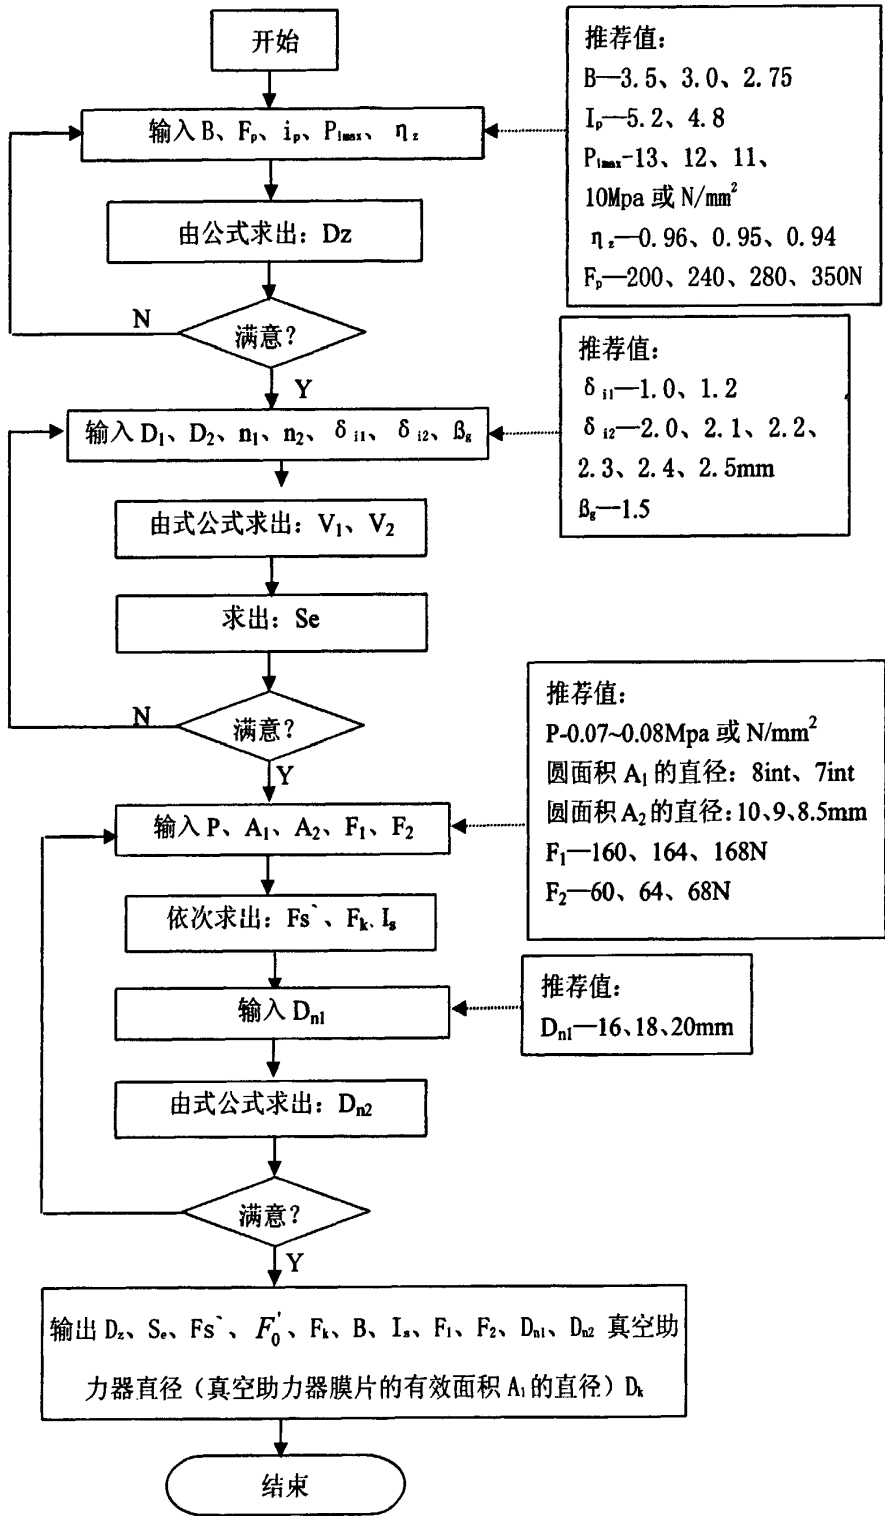 开始
推荐值：
B—3.5、3.0、2.75
Iₚ—5.2、4.8
P₁ₘₐₓ-13、12、11、
10Mpa 或 N/mm²
η_z—0.96、0.95、0.94
Fₚ—200、240、280、350N
输入 B、Fₚ、iₚ、P₁ₘₐₓ、 η_z
由公式求出：Dz
满意？
N
Y
推荐值：
δ_i1—1.0、1.2
δ_i2—2.0、2.1、2.2、
2.3、2.4、2.5mm
β_g—1.5
输入 D₁、D₂、n₁、n₂、δ_i1、δ_i2、β_g
由式公式求出：V₁、V₂
求出：Se
满意？
N
Y
推荐值：
P-0.07~0.08Mpa 或 N/mm²
圆面积 A₁ 的直径：8int、7int
圆面积 A₂ 的直径：10、9、8.5mm
F₁—160、164、168N
F₂—60、64、68N
输入 P、A₁、A₂、F₁、F₂
依次求出：Fs`、Fₖ、Iₛ
推荐值：
Dₙ₁—16、18、20mm
输入 Dₙ₁
由式公式求出：Dₙ₂
满意？
Y
输出 D_z、Sₑ、Fs`、F₀'、Fₖ、B、Iₛ、F₁、F₂、Dₙ₁、Dₙ₂ 真空助
力器直径（真空助力器膜片的有效面积 A₁ 的直径）Dₖ
结束